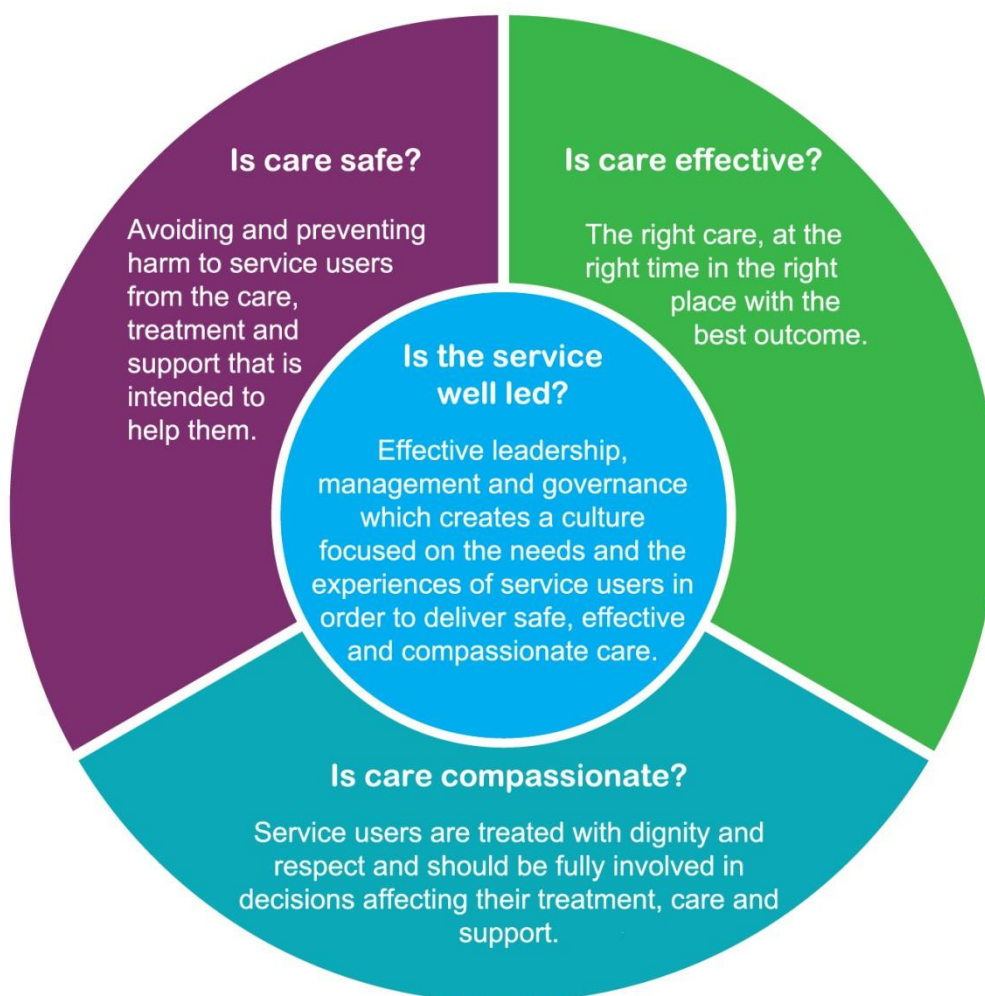 Is care safe?
Avoiding and preventing
harm to service users
from the care,
treatment and
support that is
intended to
help them.
Is care effective?
The right care, at the
right time in the right
place with the
best outcome.
Is the service
well led?
Effective leadership,
management and governance
which creates a culture
focused on the needs and the
experiences of service users in
order to deliver safe, effective
and compassionate care.
Is care compassionate?
Service users are treated with dignity and
respect and should be fully involved in
decisions affecting their treatment, care and
support.